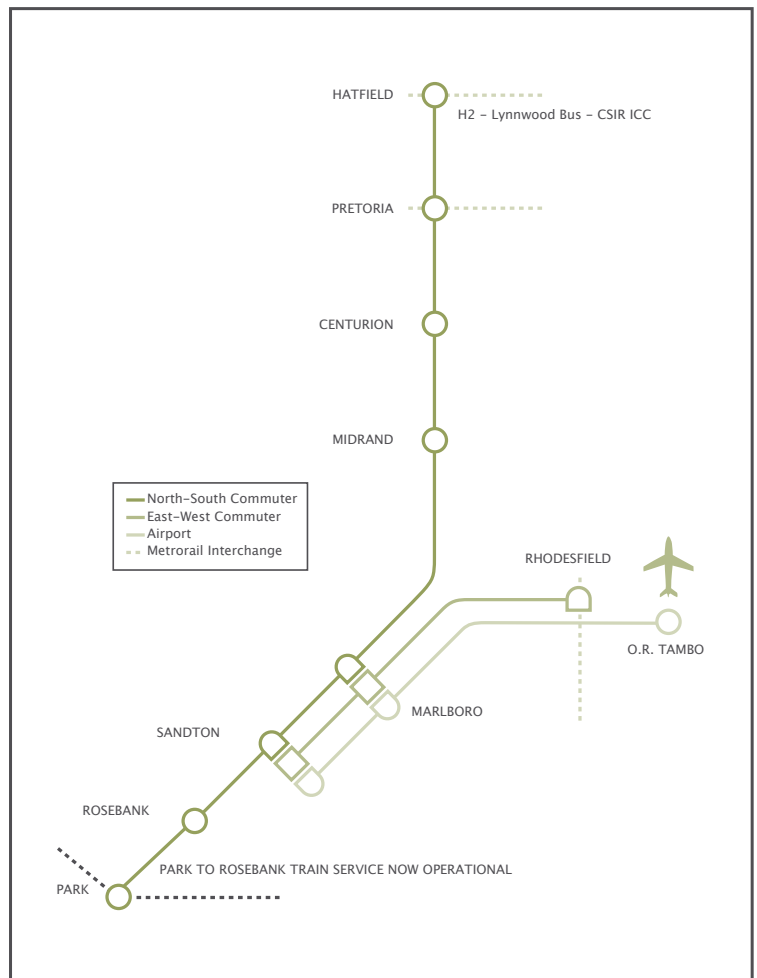 HATFIELD
H2 – Lynnwood Bus – CSIR ICC
PRETORIA
CENTURION
MIDRAND
North–South Commuter
East–West Commuter
Airport
Metrorail Interchange
RHODESFIELD
O.R. TAMBO
MARLBORO
SANDTON
ROSEBANK
PARK TO ROSEBANK TRAIN SERVICE NOW OPERATIONAL
PARK